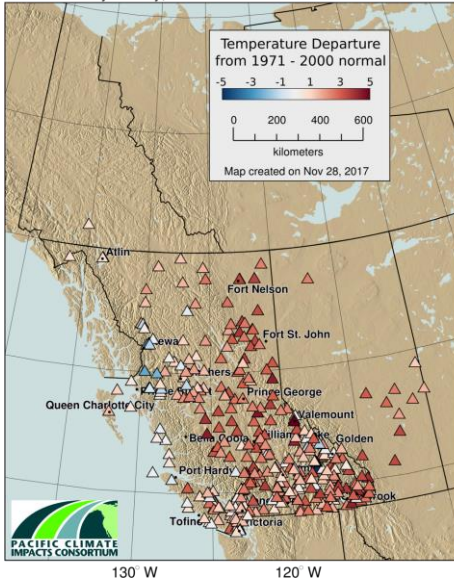 Temperature Departure
from 1971 - 2000 normal
-5 -3 -1 1 3 5
0 200 400 600
kilometers
Map created on Nov 28, 2017
Atlin
Fort Nelson
Fort St. John
Prince George
Queen Charlotte City
Valemount
Bella Coola
Golden
Port Hardy
Tofino
PACIFIC CLIMATE
IMPACTS CONSORTIUM
130° W 120° W